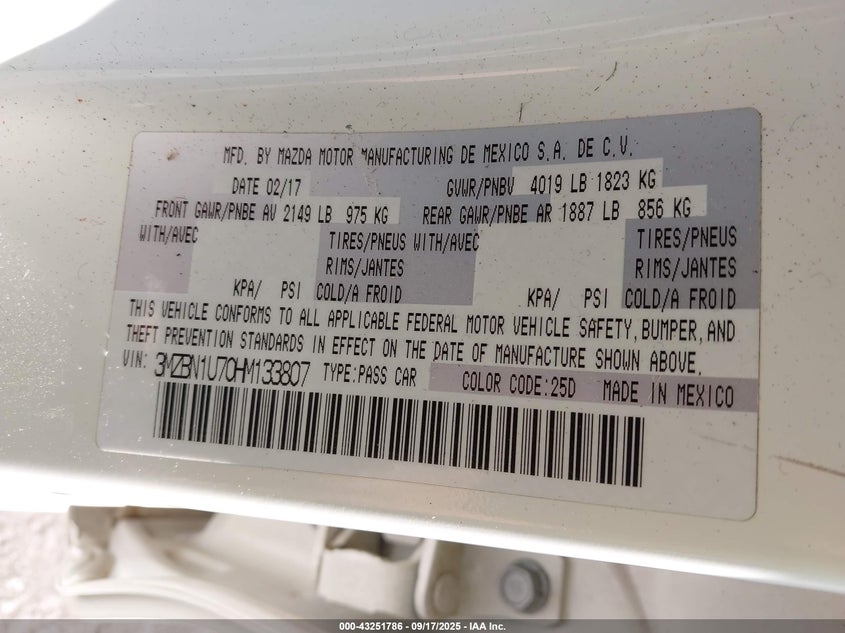 MFD. BY MAZDA MOTOR MANUFACTURING DE MEXICO S.A. DE C.V.
DATE 02/17 GVWR/PNBV 4019 LB 1823 KG
FRONT GAWR/PNBE AV 2149 LB 975 KG REAR GAWR/PNBE AR 1887 LB 856 KG
WITH/AVEC TIRES/PNEUS WITH/AVEC TIRES/PNEUS
RIMS/JANTES RIMS/JANTES
KPA/ PSI COLD/A FROID KPA/ PSI COLD/A FROID
THIS VEHICLE CONFORMS TO ALL APPLICABLE FEDERAL MOTOR VEHICLE SAFETY, BUMPER, AND
THEFT PREVENTION STANDARDS IN EFFECT ON THE DATE OF MANUFACTURE SHOWN ABOVE.
VIN: 3MZBN1U70HM133807 TYPE:PASS CAR COLOR CODE:25D MADE IN MEXICO
000-43251786 - 09/17/2025 - IAA Inc.